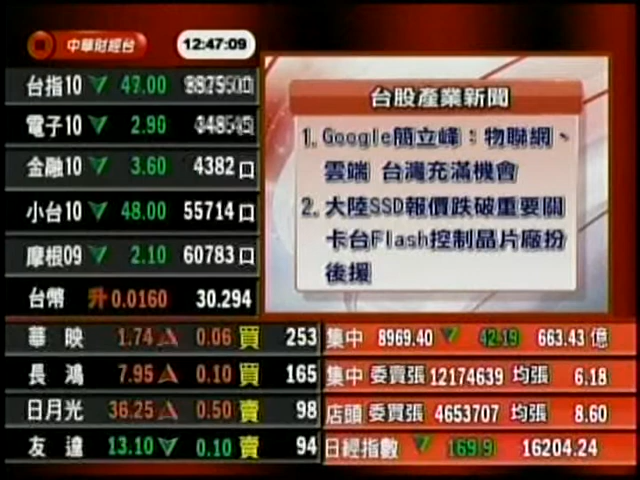 中華財經台
12:47:09
台股產業新聞
1. Google簡立峰：物聯網、
雲端 台灣充滿機會
2. 大陸SSD報價跌破重要關
卡台Flash控制晶片廠扮
後援
台指10 47.00
電子10 2.90
金融10 3.60 4382口
小台10 48.00 55714口
摩根09 2.10 60783口
台幣 升0.0160 30.294
華映 1.74 0.06 買 253
長鴻 7.95 0.10 買 165
日月光 36.25 0.50 賣 98
友達 13.10 0.10 賣 94
集中 8969.40 42.19 663.43 億
集中 委賣張 12174639 均張 6.18
店頭 委買張 4653707 均張 8.60
日經指數 16204.24